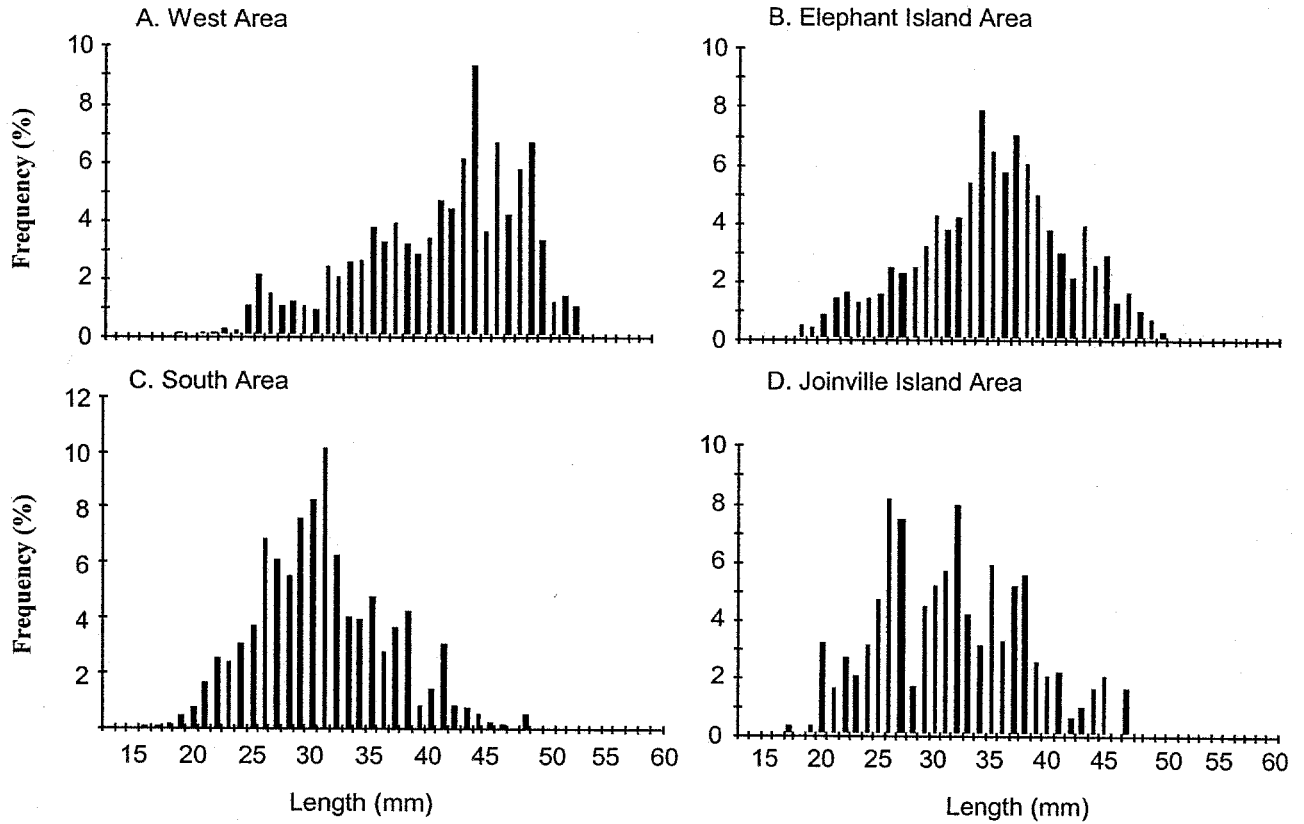 A. West Area
Frequency (%)
10
8
6
4
2
0
B. Elephant Island Area
10
8
6
4
2
0
C. South Area
Frequency (%)
12
10
8
6
4
2
15 20 25 30 35 40 45 50 55 60
Length (mm)
D. Joinville Island Area
10
8
6
4
2
0
15 20 25 30 35 40 45 50 55 60
Length (mm)